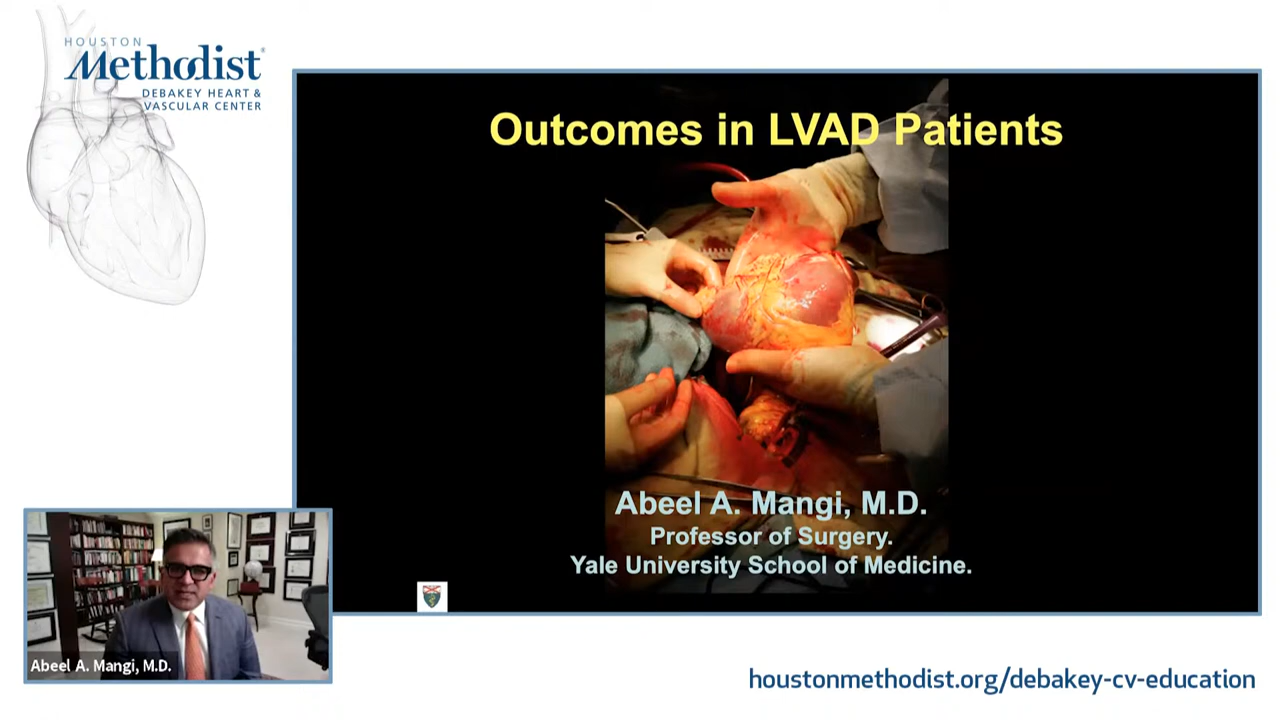 HOUSTON
Methodist®
DEBAKEY HEART &
VASCULAR CENTER
Outcomes in LVAD Patients
Abeel A. Mangi, M.D.
Professor of Surgery.
Yale University School of Medicine.
Abeel A. Mangi, M.D.
houstonmethodist.org/debakey-cv-education